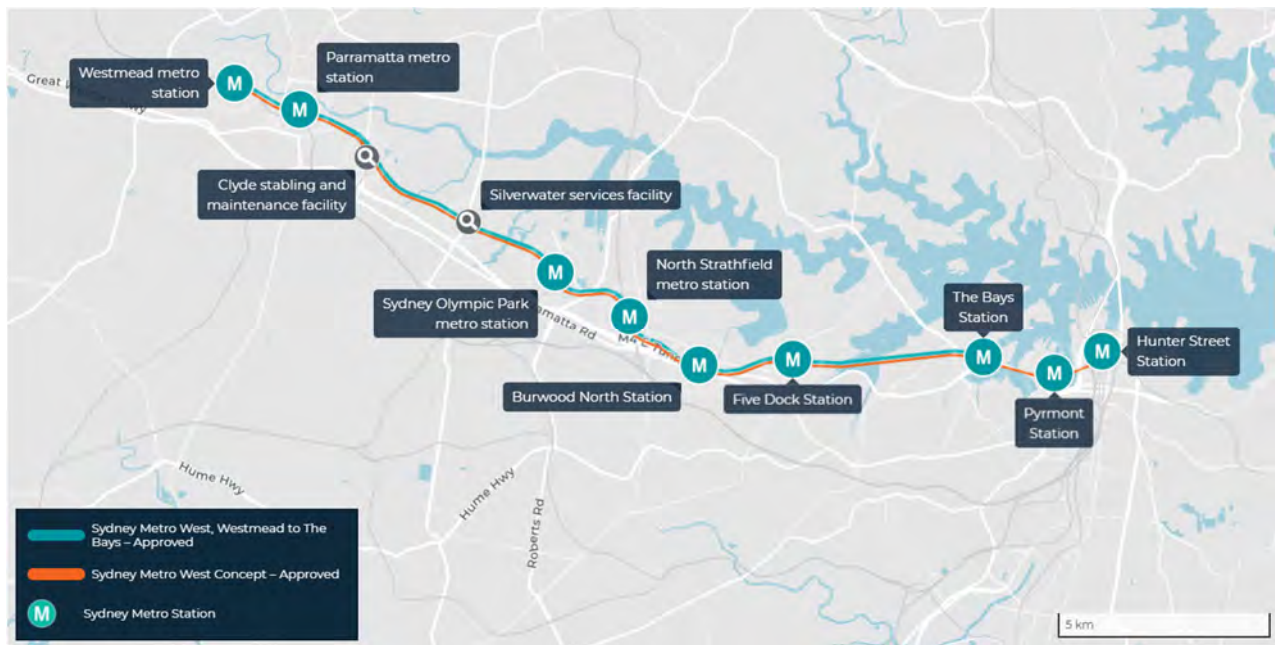 Westmead metro
station
Parramatta metro
station
Great W
Hwy
Clyde stabling and
maintenance facility
Silverwater services facility
North Strathfield
metro station
Sydney Olympic Park
metro station
ramatta Rd
M4 E Tun
The Bays
Station
Hunter Street
Station
Burwood North Station
Five Dock Station
Pyrmont
Station
Hume Hwy
Hume Hwy
Roberts Rd
Sydney Metro West, Westmead to The
Bays – Approved
Sydney Metro West Concept – Approved
M
Sydney Metro Station
M
M
M
M
M
M
M
M
M
5 km